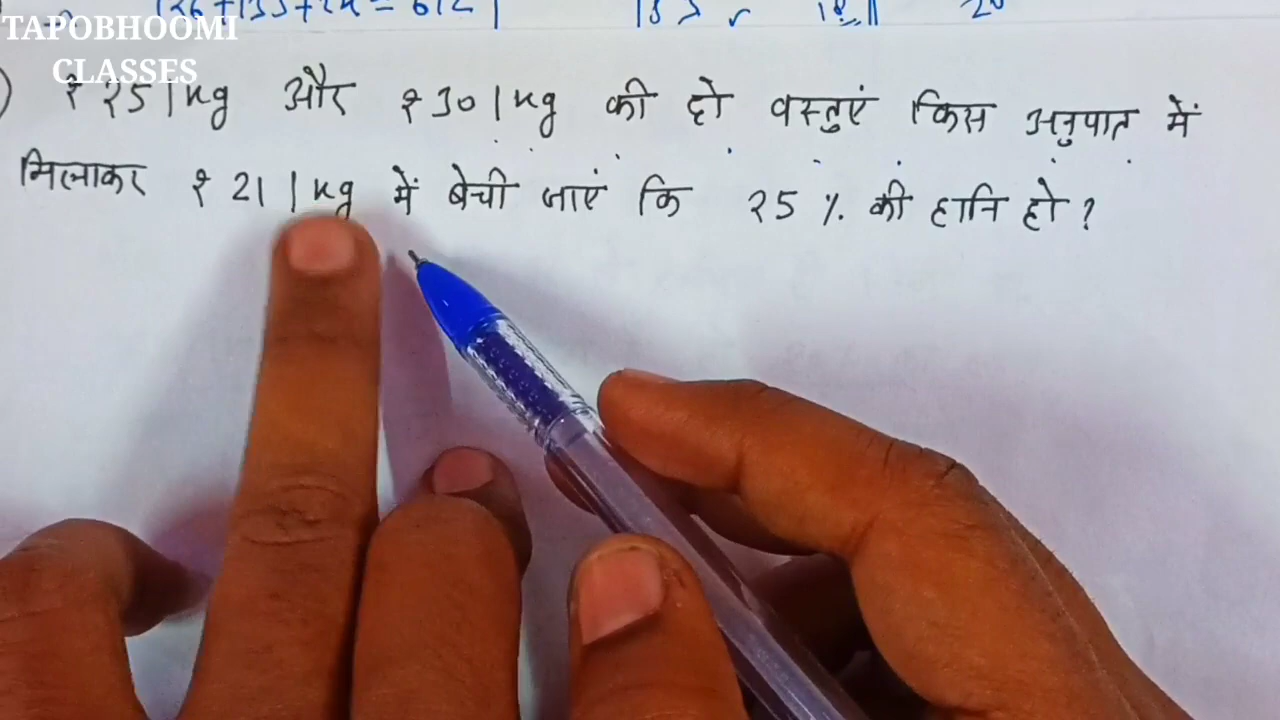 TAPOBHOOMI
CLASSES
) ₹ 25 | kg और ₹ 30 | kg की दो वस्तुएं किस अनुपात में
मिलाकर ₹ 21 | kg में बेची जाएं कि 25 % की हानि हो ?